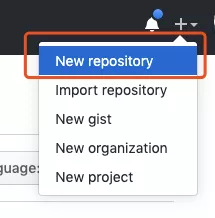 New repository
Import repository
New gist
guage:
New organization
New project